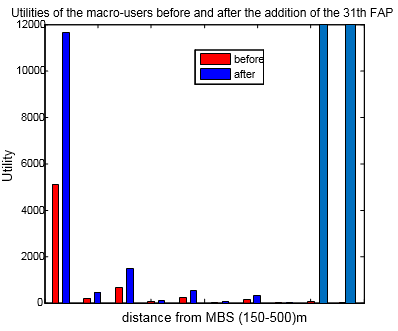 Utilities of the macro-users before and after the addition of the 31th FAP
12000
10000
8000
6000
4000
2000
0
Utility
before
after
distance from MBS (150-500)m